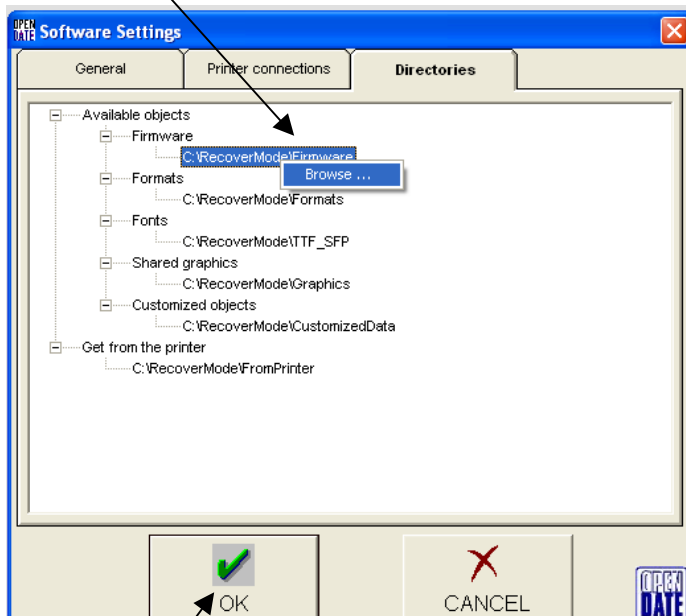 OPEN DATE Software Settings
General Printer connections Directories
Available objects
Firmware
C:\RecoverMode\Firmware
Browse ...
Formats
C:\RecoverMode\Formats
Fonts
C:\RecoverMode\TTF_SFP
Shared graphics
C:\RecoverMode\Graphics
Customized objects
C:\RecoverMode\CustomizedData
Get from the printer
C:\RecoverMode\FromPrinter
OK CANCEL OPEN DATE